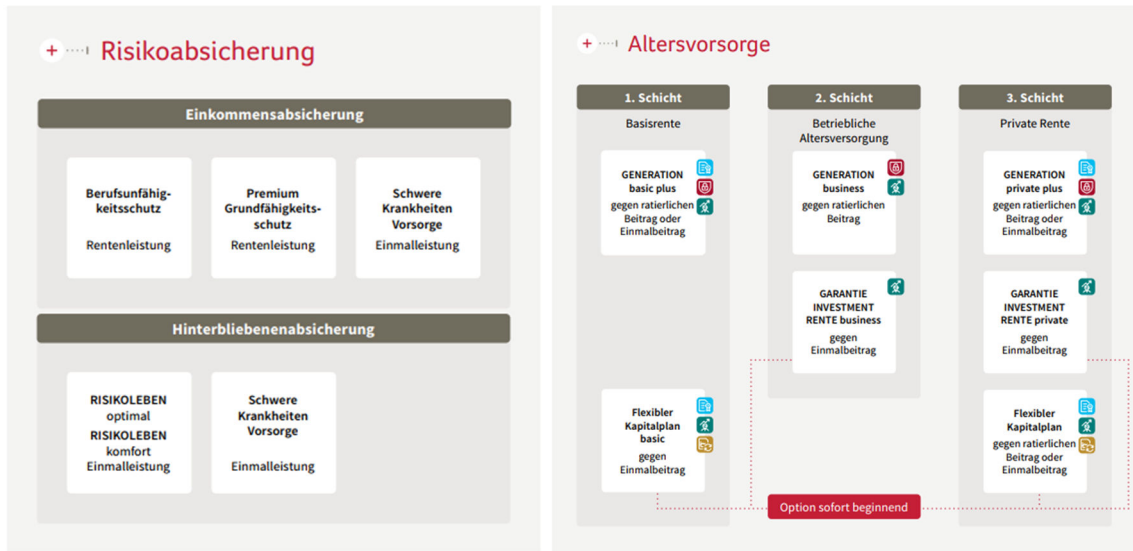 Risikoabsicherung
Einkommensabsicherung
Berufsunfähig-
keitsschutz
Rentenleistung
Premium
Grundfähigkeits-
schutz
Rentenleistung
Schwere
Krankheiten
Vorsorge
Einmalleistung
Hinterbliebenenabsicherung
RISIKOLEBEN
optimal
RISIKOLEBEN
komfort
Einmalleistung
Schwere
Krankheiten
Vorsorge
Einmalleistung
Altersvorsorge
1. Schicht
Basisrente
GENERATION
basic plus
gegen ratierlichen
Beitrag oder
Einmalbeitrag
Flexibler
Kapitalplan
basic
gegen
Einmalbeitrag
2. Schicht
Betriebliche
Altersversorgung
GENERATION
business
gegen ratierlichen
Beitrag
GARANTIE
INVESTMENT
RENTE business
gegen
Einmalbeitrag
3. Schicht
Private Rente
GENERATION
private plus
gegen ratierlichen
Beitrag oder
Einmalbeitrag
GARANTIE
INVESTMENT
RENTE private
gegen
Einmalbeitrag
Flexibler
Kapitalplan
gegen ratierlichen
Beitrag oder
Einmalbeitrag
Option sofort beginnend